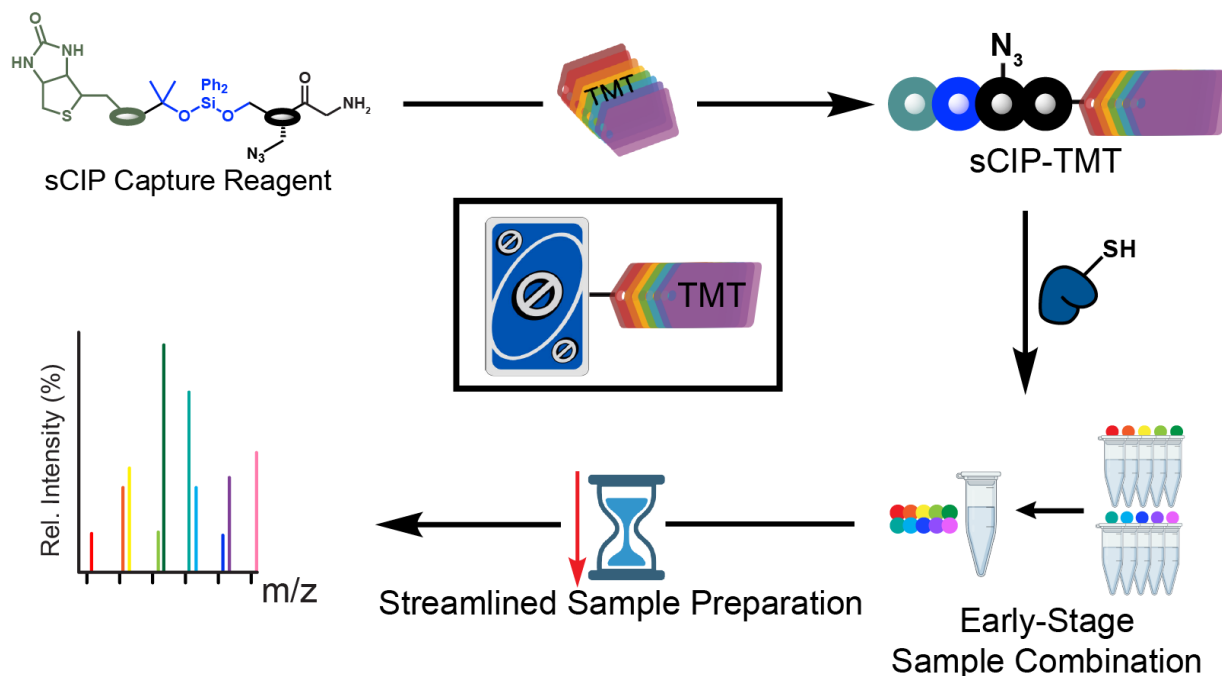 O
HN
NH
S
Ph₂
Si
O
O
O
NH₂
N₃
sCIP Capture Reagent
TMT
N₃
sCIP-TMT
SH
TMT
Rel. Intensity (%)
m/z
Streamlined Sample Preparation
Early-Stage
Sample Combination